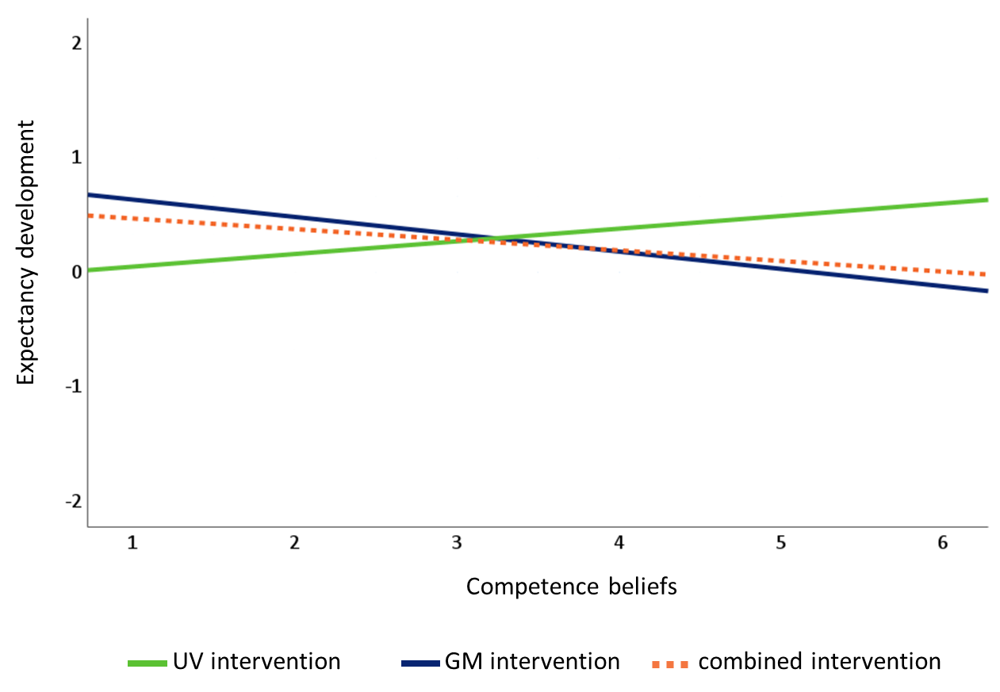 Expectancy development
2
1
0
-1
-2
1 2 3 4 5 6
Competence beliefs
UV intervention GM intervention combined intervention